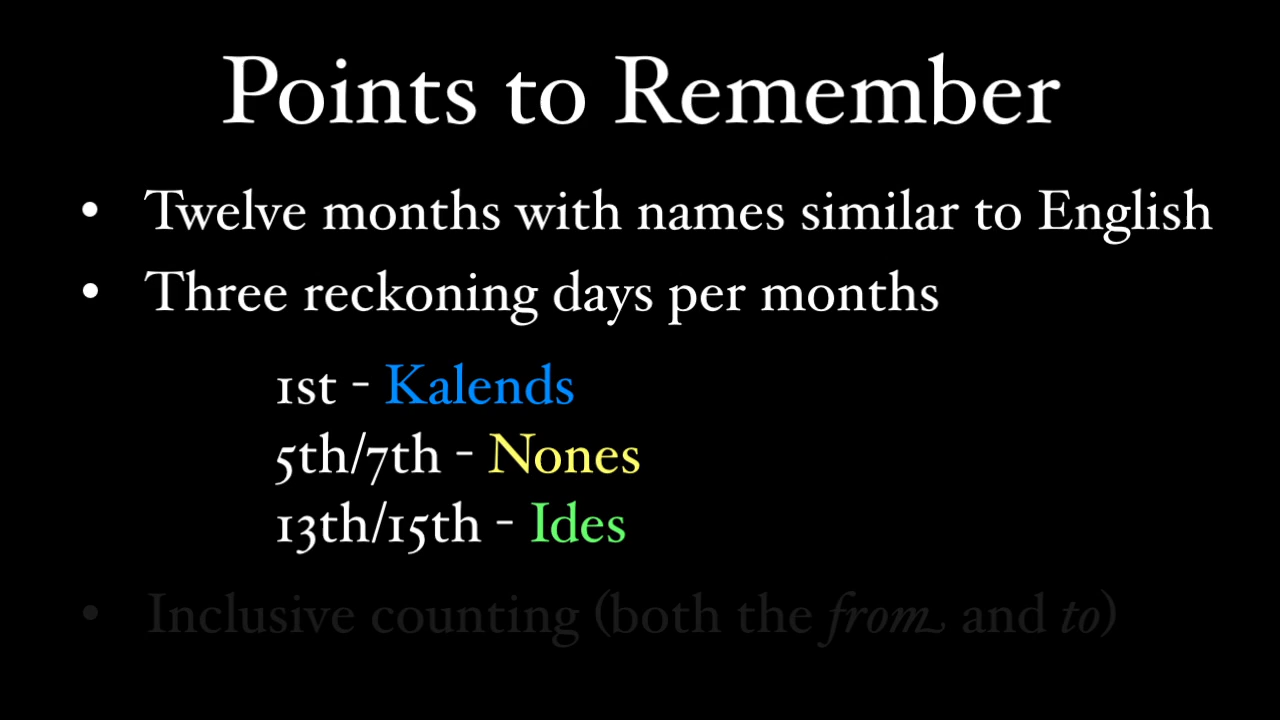 Points to Remember
• Twelve months with names similar to English
• Three reckoning days per months
1st - Kalends
5th/7th - Nones
13th/15th - Ides
• Inclusive counting (both the from and to)